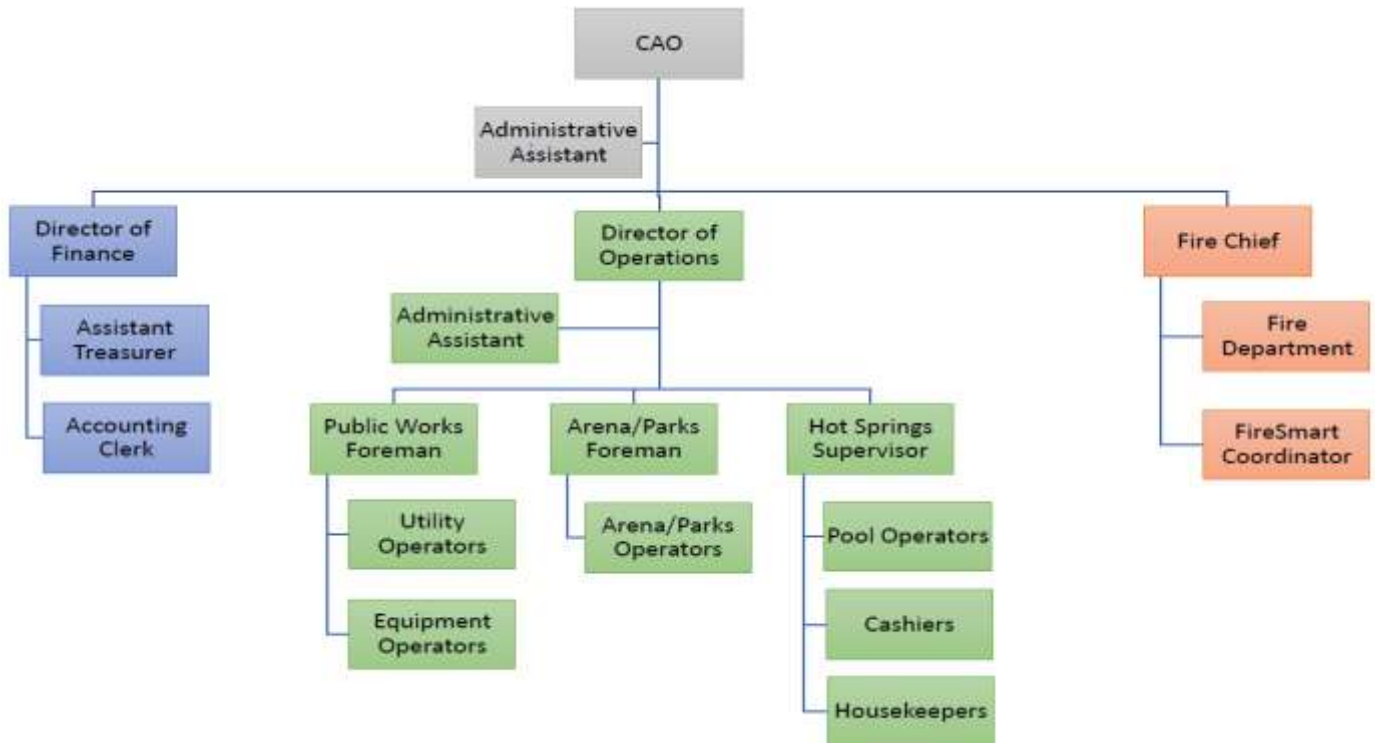 CAO
Administrative
Assistant
Director of
Finance
Director of
Operations
Fire Chief
Assistant
Treasurer
Accounting
Clerk
Administrative
Assistant
Public Works
Foreman
Utility
Operators
Equipment
Operators
Arena/Parks
Foreman
Arena/Parks
Operators
Hot Springs
Supervisor
Pool Operators
Cashiers
Housekeepers
Fire
Department
FireSmart
Coordinator